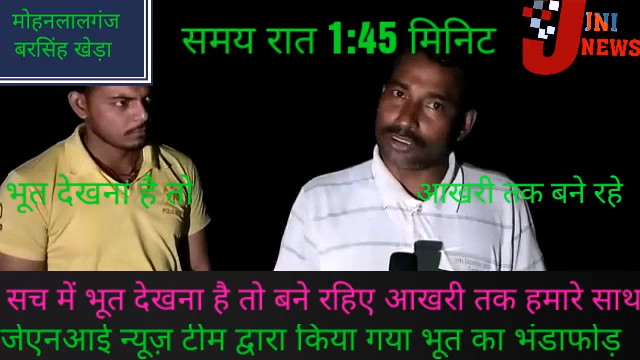 मोहनलालगंज
बरसिंह खेड़ा
समय रात 1:45 मिनिट
JNI
NEWS
भूत देखना है तो
आखरी तक बने रहे
सच में भूत देखना है तो बने रहिए आखरी तक हमारे साथ
जेएनआई न्यूज़ टीम द्वारा किया गया भूत का भंडाफोड़